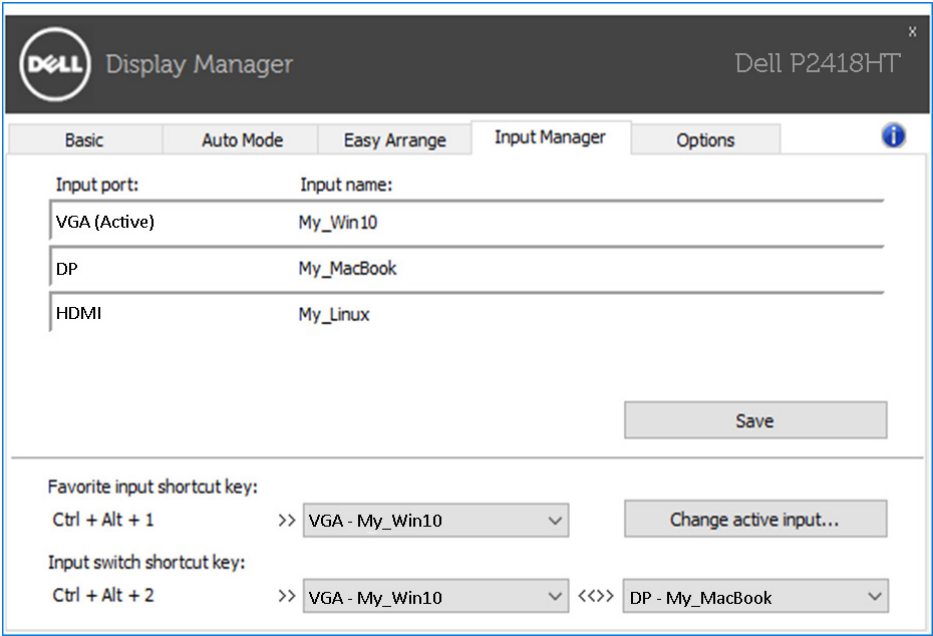 x
DELL Display Manager Dell P2418HT
Basic Auto Mode Easy Arrange Input Manager Options i
Input port: Input name:
VGA (Active) My_Win10
DP My_MacBook
HDMI My_Linux
Save
Favorite input shortcut key:
Ctrl + Alt + 1 >> VGA - My_Win10 Change active input...
Input switch shortcut key:
Ctrl + Alt + 2 >> VGA - My_Win10 <<>> DP - My_MacBook